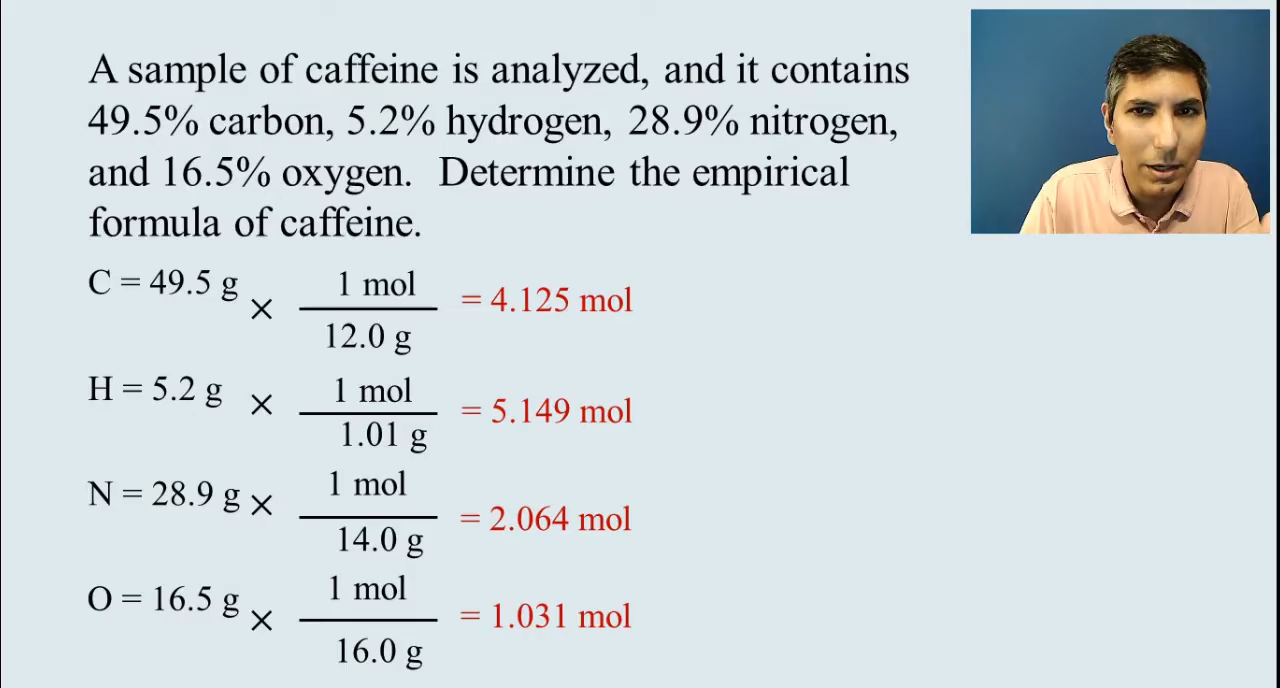 A sample of caffeine is analyzed, and it contains
49.5% carbon, 5.2% hydrogen, 28.9% nitrogen,
and 16.5% oxygen. Determine the empirical
formula of caffeine.
C = 49.5 g × 1 mol / 12.0 g = 4.125 mol
H = 5.2 g × 1 mol / 1.01 g = 5.149 mol
N = 28.9 g × 1 mol / 14.0 g = 2.064 mol
O = 16.5 g × 1 mol / 16.0 g = 1.031 mol